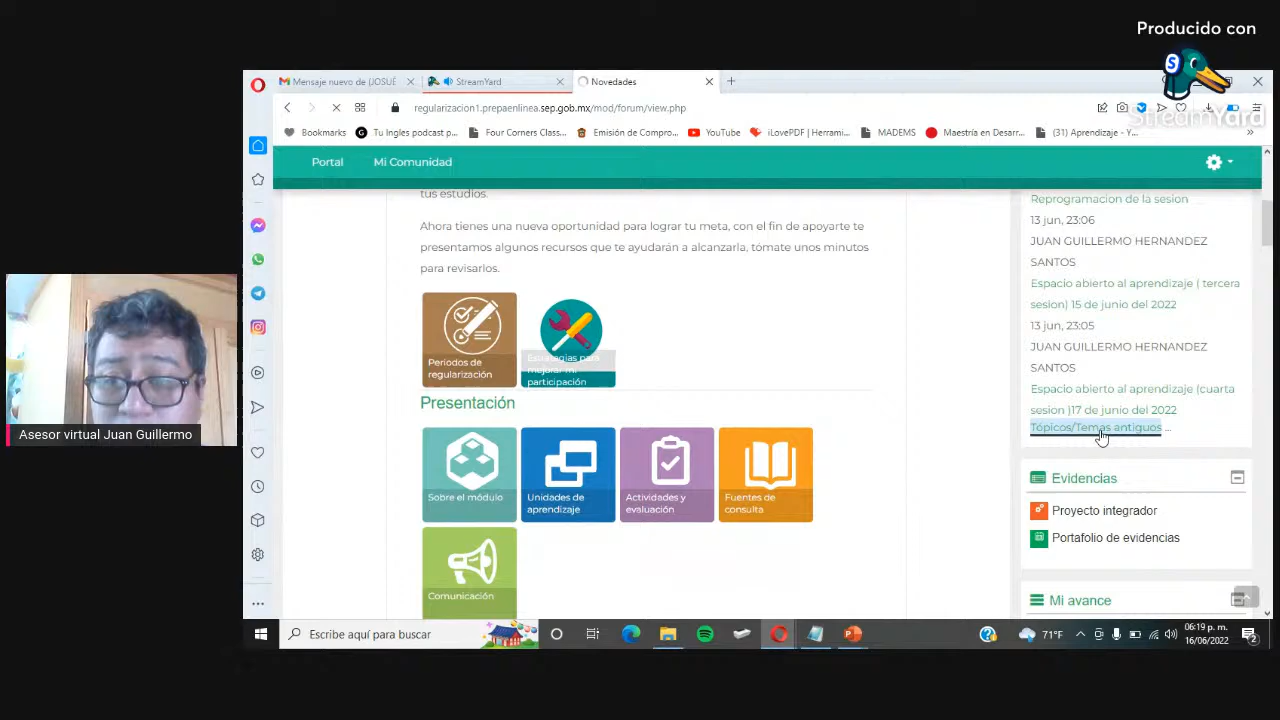 Producido con
StreamYard
Mensaje nuevo de (JOSUÉ
StreamYard
Novedades
regularizacion1.prepaenlinea.sep.gob.mx/mod/forum/view.php
Bookmarks
Tu Ingles podcast p...
Four Corners Class...
Emisión de Compro...
YouTube
iLovePDF | Herrami...
MADEMS
Maestría en Desarr...
(31) Aprendizaje - Y...
Portal
Mi Comunidad
tus estudios.
Ahora tienes una nueva oportunidad para lograr tu meta, con el fin de apoyarte te
presentamos algunos recursos que te ayudarán a alcanzarla, tómate unos minutos
para revisarlos.
Periodos de
regularización
Estrategias para
mejorar mi
participación
Presentación
Sobre el módulo
Unidades de
aprendizaje
Actividades y
evaluación
Fuentes de
consulta
Comunicación
Reprogramacion de la sesion
13 jun, 23:06
JUAN GUILLERMO HERNANDEZ
SANTOS
Espacio abierto al aprendizaje ( tercera
sesion) 15 de junio del 2022
13 jun, 23:05
JUAN GUILLERMO HERNANDEZ
SANTOS
Espacio abierto al aprendizaje (cuarta
sesion )17 de junio del 2022
Tópicos/Temas antiguos ...
Evidencias
Proyecto integrador
Portafolio de evidencias
Mi avance
Asesor virtual Juan Guillermo
Escribe aquí para buscar
71°F
06:19 p. m.
16/06/2022
2